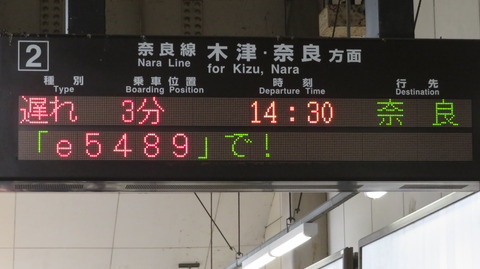 2 奈良線 木津・奈良方面
Nara Line for Kizu, Nara
種別 乗車位置 時刻 行先
Type Boarding Position Departure Time Destination
遅れ 3分 14:30 奈良
「e5489」で!